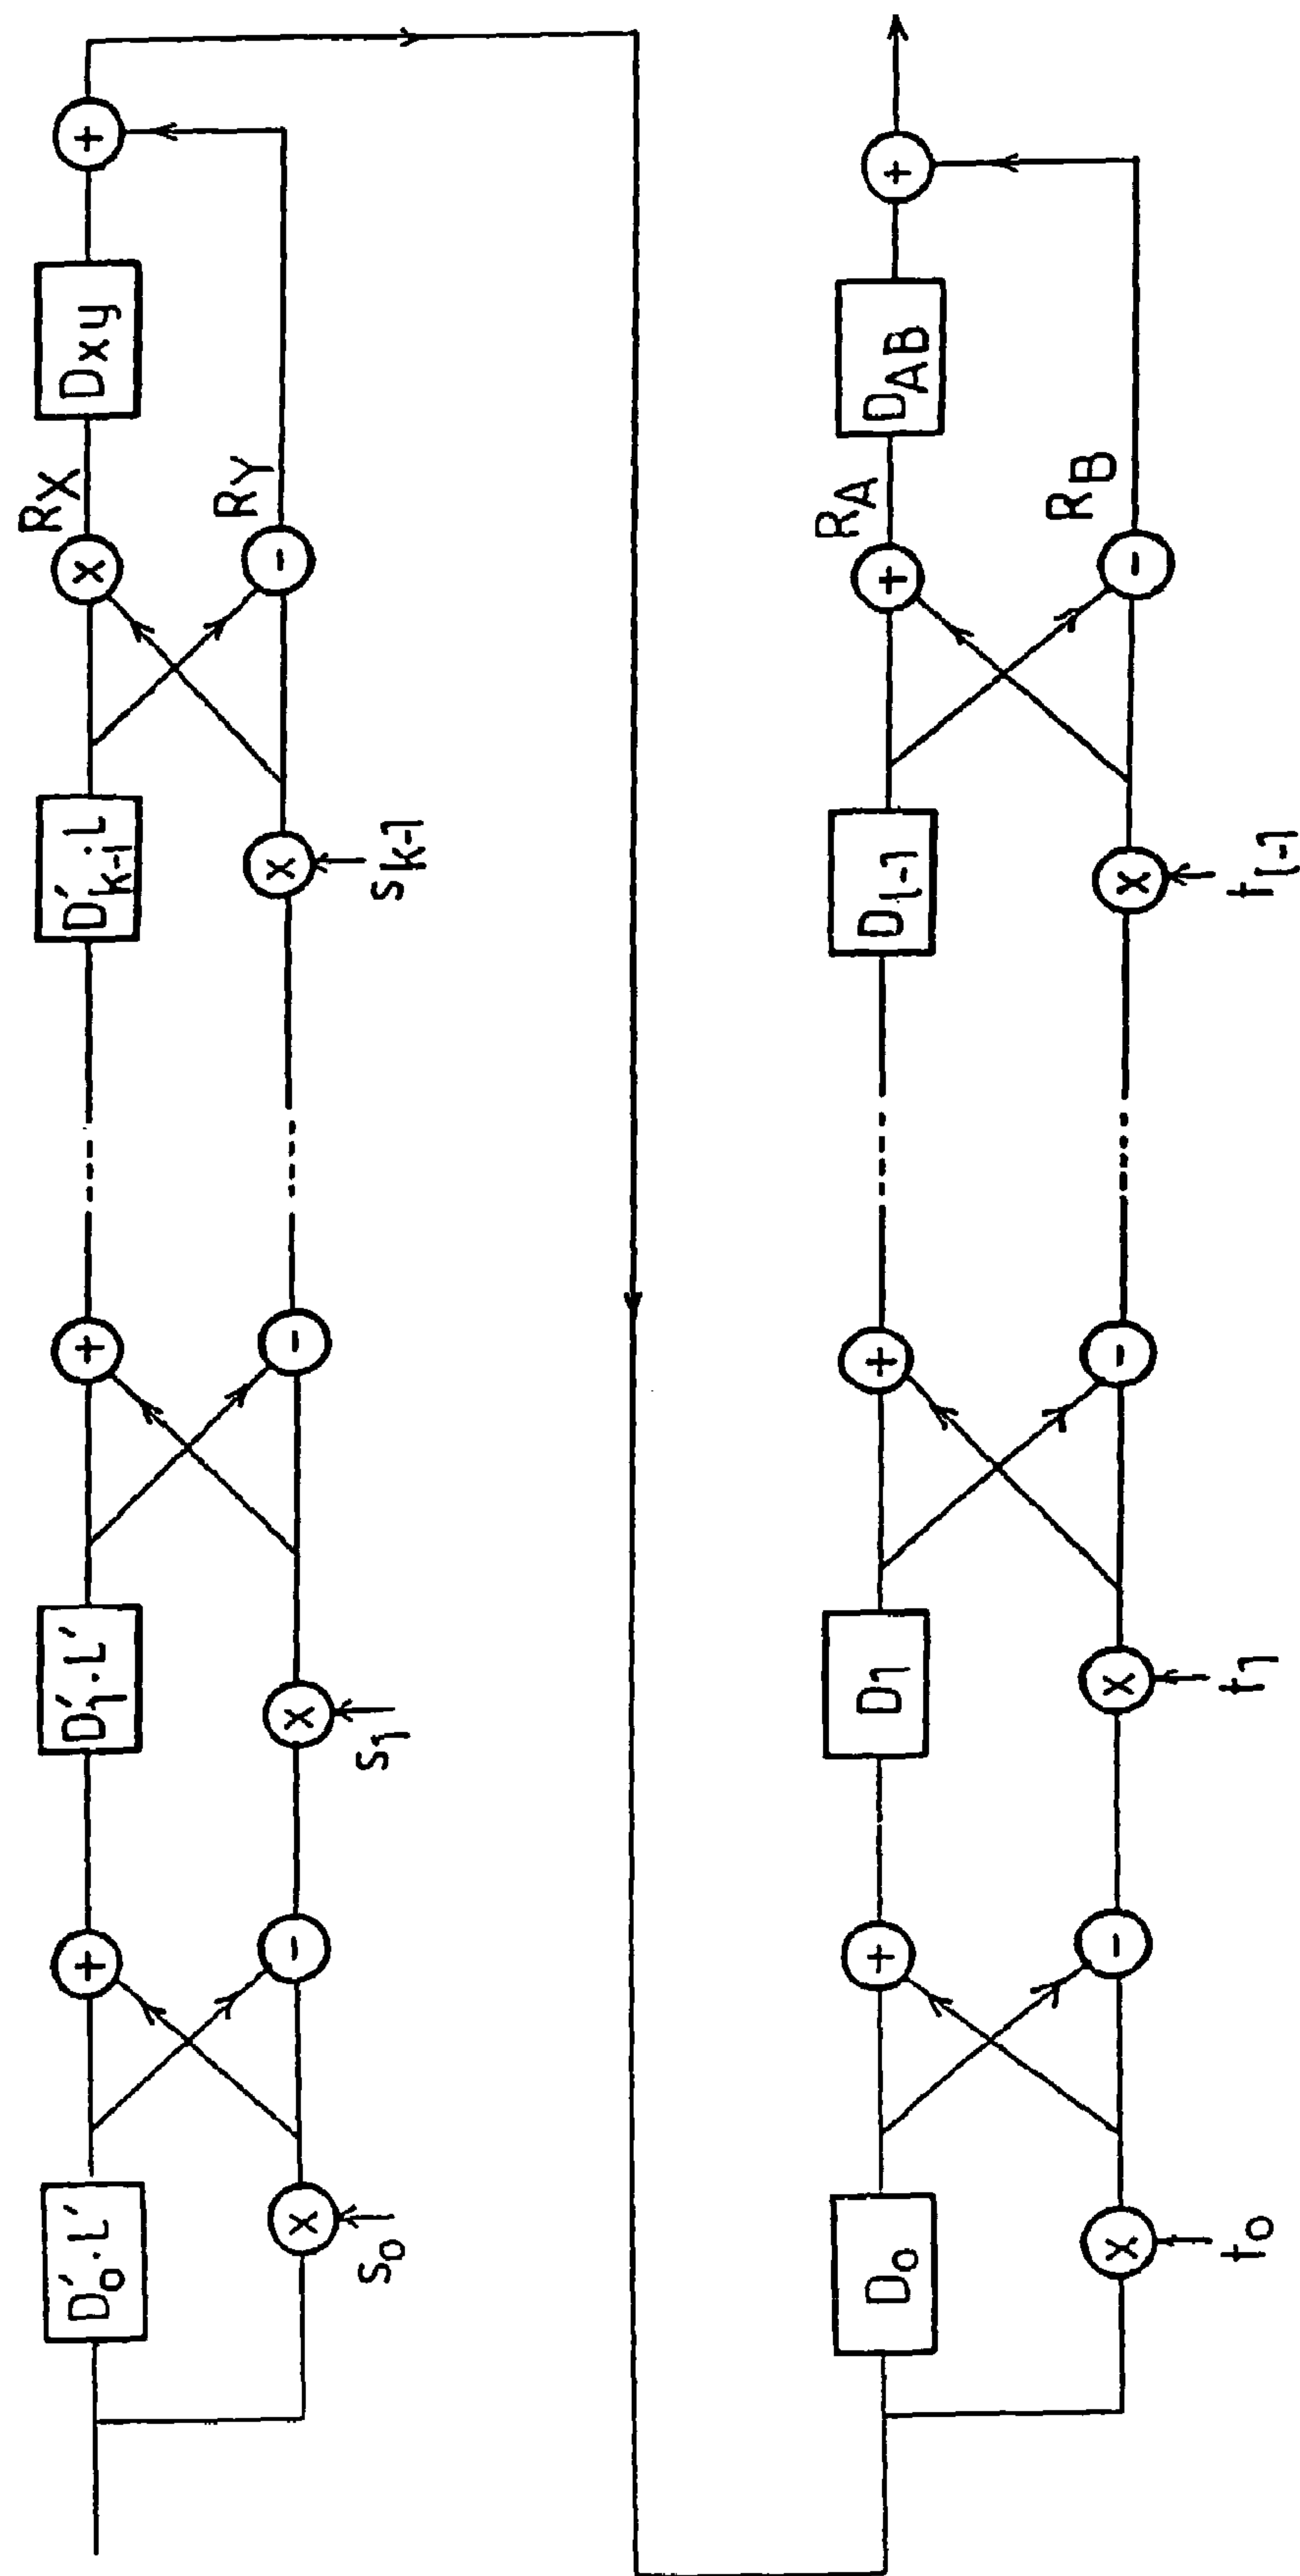 D'₀·L'
+
D'₁·L'
+
D'k-1·L
X
RX
Dxy
+
X
s₀
-
X
s₁
-
X
sk-1
-
RY
D₀
+
D1
+
Dl-1
+
RA
DAB
+
X
t₀
-
X
t1
-
X
tl-1
-
RB